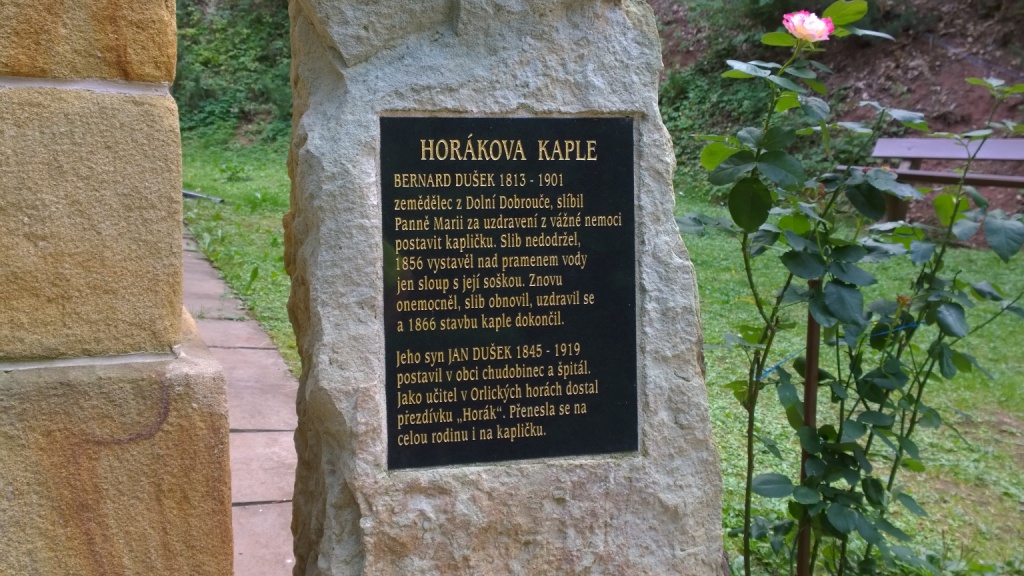 HORÁKOVA KAPLE
BERNARD DUŠEK 1813 - 1901
zemědělec z Dolní Dobrouče, slíbil
Panně Marii za uzdravení z vážné nemoci
postavit kapličku. Slib nedodržel,
1856 vystavěl nad pramenem vody
jen sloup s její soškou. Znovu
onemocněl, slib obnovil, uzdravil se
a 1866 stavbu kaple dokončil.
Jeho syn JAN DUŠEK 1845 - 1919
postavil v obci chudobinec a špitál.
Jako učitel v Orlických horách dostal
přezdívku „Horák“. Přenesla se na
celou rodinu i na kapličku.